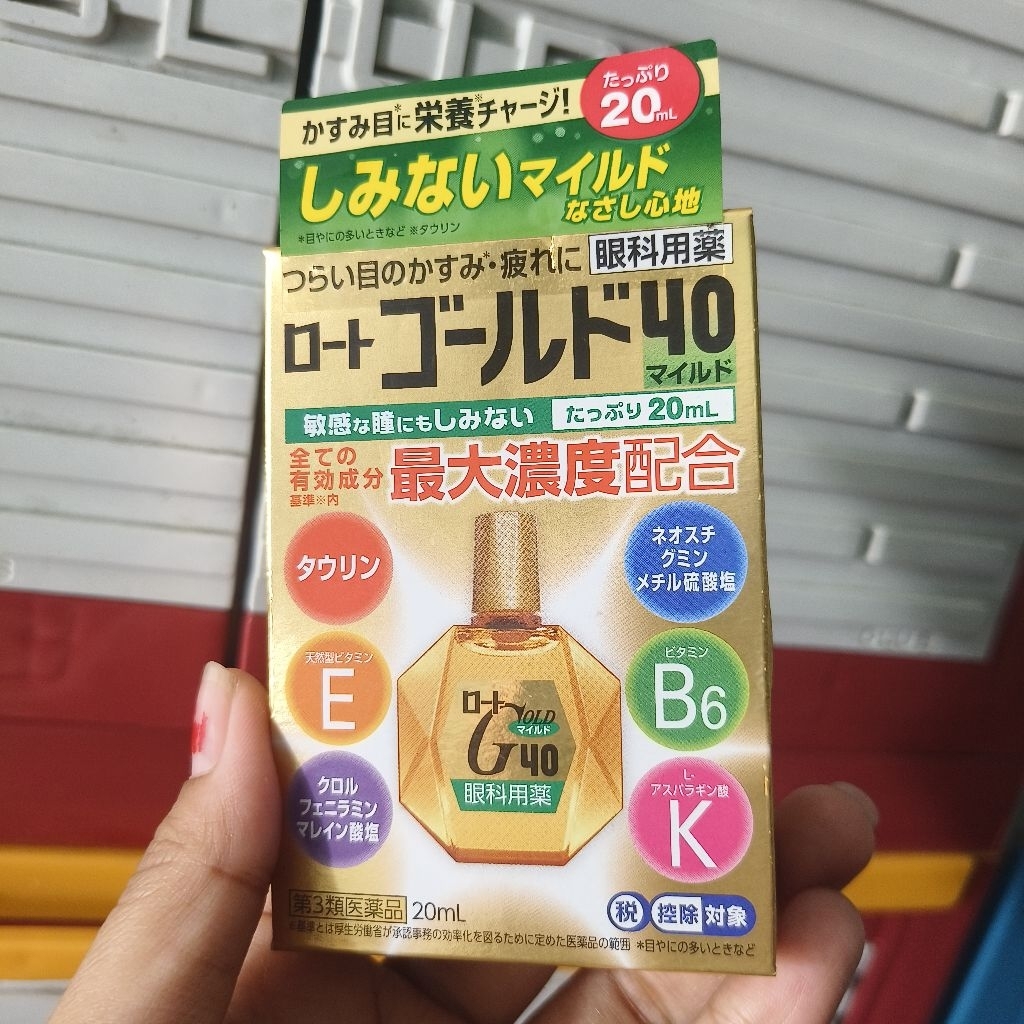 かすみ目*に栄養※チャージ!
たっぷり
20mL
しみないマイルド
なさし心地
*目やにの多いときなど ※タウリン
つらい目のかすみ*・疲れに
眼科用薬
ロートゴールド40
マイルド
敏感な瞳にもしみない
たっぷり20mL
全ての
有効成分
基準※内
最大濃度配合
タウリン
ネオスチ
グミン
メチル硫酸塩
天然型ビタミン
E
ビタミン
B6
クロル
フェニラミン
マレイン酸塩
L-
アスパラギン酸
K
ロート
GOLD
マイルド
40
眼科用薬
第3類医薬品 20mL
税 控除 対象
※基準とは厚生労働省が承認事務の効率化を図るために定めた医薬品の範囲 *目やにの多いときなど